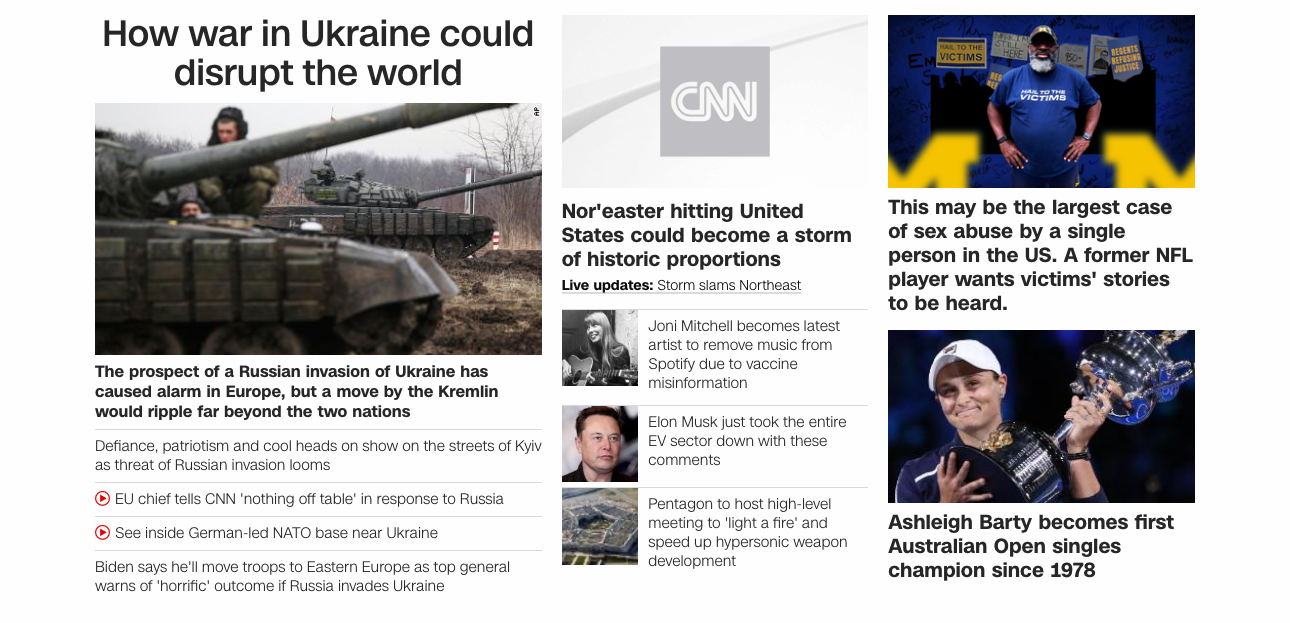 How war in Ukraine could
disrupt the world
AP
The prospect of a Russian invasion of Ukraine has
caused alarm in Europe, but a move by the Kremlin
would ripple far beyond the two nations
Defiance, patriotism and cool heads on show on the streets of Kyiv
as threat of Russian invasion looms
EU chief tells CNN 'nothing off table' in response to Russia
See inside German-led NATO base near Ukraine
Biden says he'll move troops to Eastern Europe as top general
warns of 'horrific' outcome if Russia invades Ukraine
CNN
Nor'easter hitting United
States could become a storm
of historic proportions
Live updates: Storm slams Northeast
Joni Mitchell becomes latest
artist to remove music from
Spotify due to vaccine
misinformation
Elon Musk just took the entire
EV sector down with these
comments
Pentagon to host high-level
meeting to 'light a fire' and
speed up hypersonic weapon
development
HAIL TO THE
VICTIMS
STILL
HERE
950+
REGENTS
REFUSING
JUSTICE
HAIL TO THE
VICTIMS
M M
This may be the largest case
of sex abuse by a single
person in the US. A former NFL
player wants victims' stories
to be heard.
Ashleigh Barty becomes first
Australian Open singles
champion since 1978